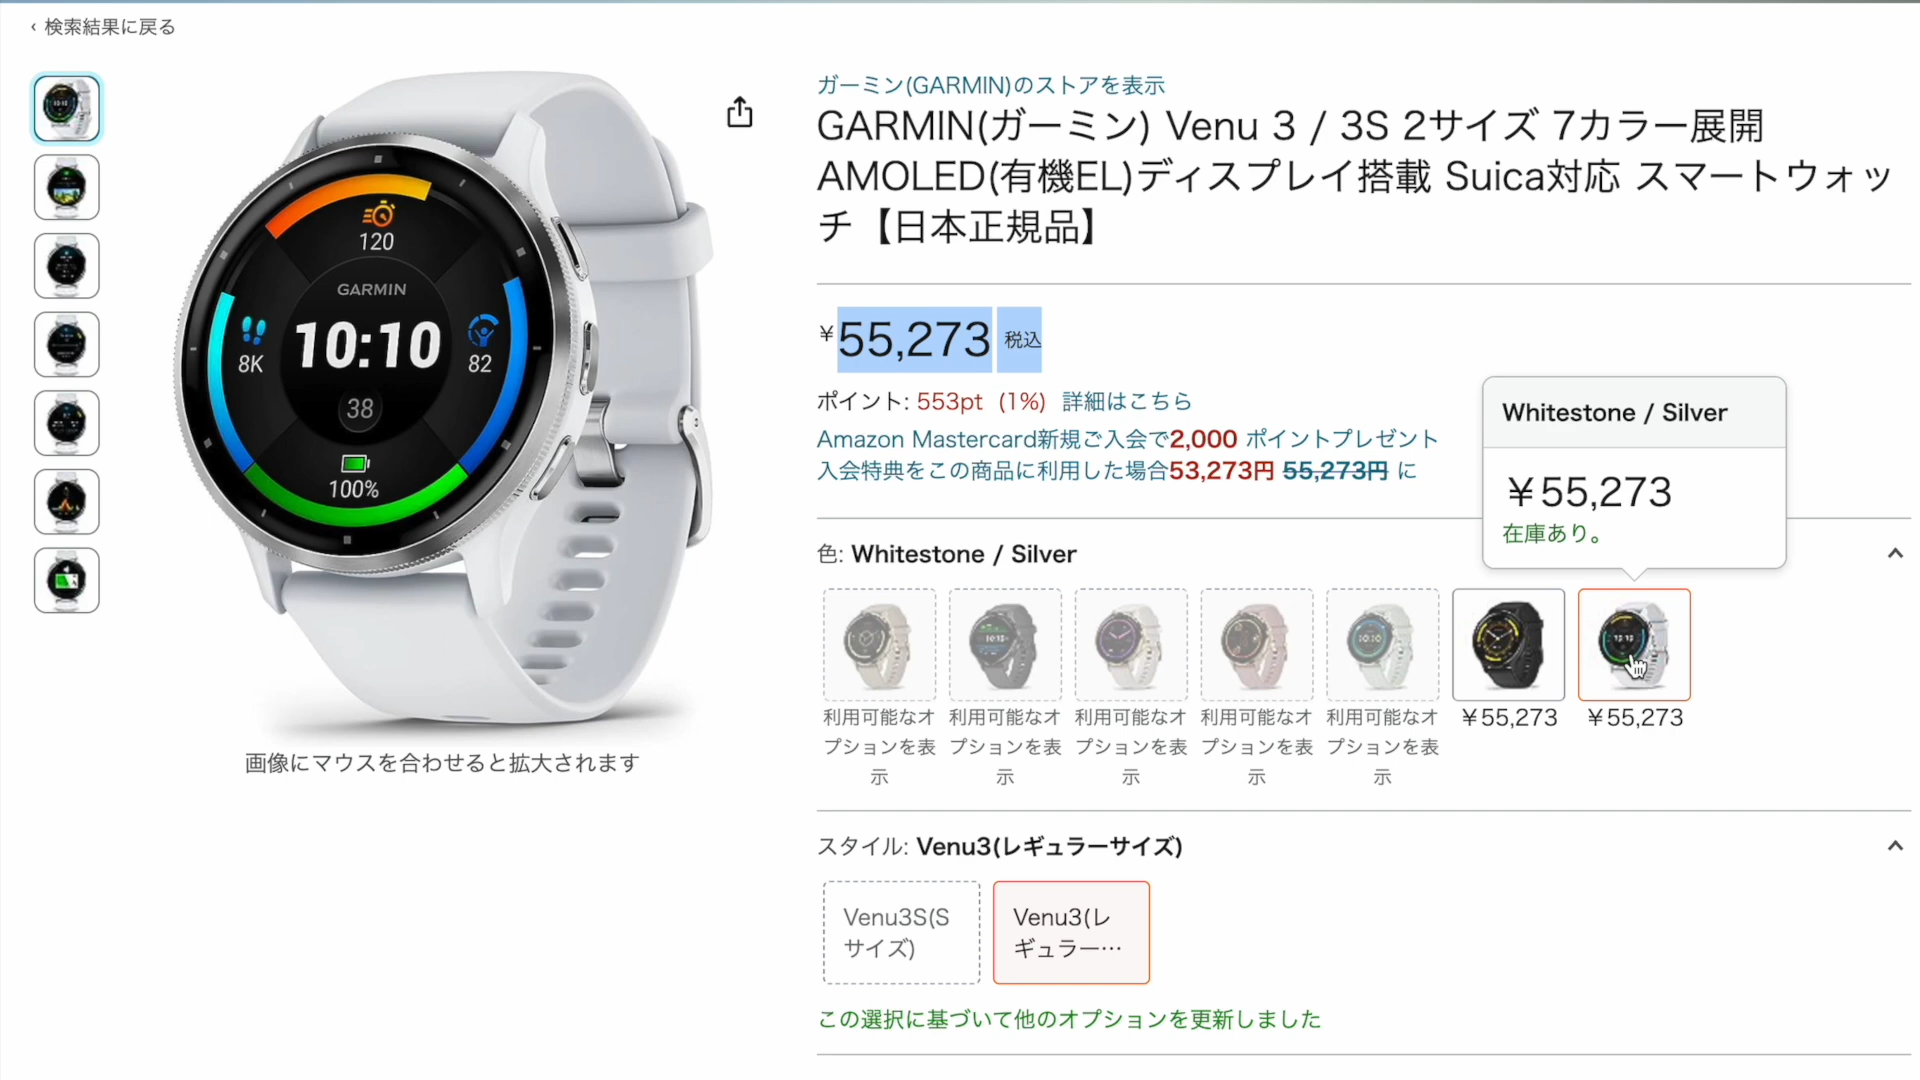 ‹ 検索結果に戻る
120
GARMIN
10:10
8K
82
38
100%
画像にマウスを合わせると拡大されます
ガーミン(GARMIN)のストアを表示
GARMIN(ガーミン) Venu 3 / 3S 2サイズ 7カラー展開
AMOLED(有機EL)ディスプレイ搭載 Suica対応 スマートウォッ
チ【日本正規品】
¥55,273 税込
ポイント: 553pt (1%) 詳細はこちら
Amazon Mastercard新規ご入会で2,000 ポイントプレゼント
入会特典をこの商品に利用した場合53,273円 55,273円 に
Whitestone / Silver
¥55,273
在庫あり。
色: Whitestone / Silver
利用可能なオ
プションを表
示
利用可能なオ
プションを表
示
利用可能なオ
プションを表
示
利用可能なオ
プションを表
示
利用可能なオ
プションを表
示
¥55,273
¥55,273
スタイル: Venu3(レギュラーサイズ)
Venu3S(S
サイズ)
Venu3(レ
ギュラー…
この選択に基づいて他のオプションを更新しました